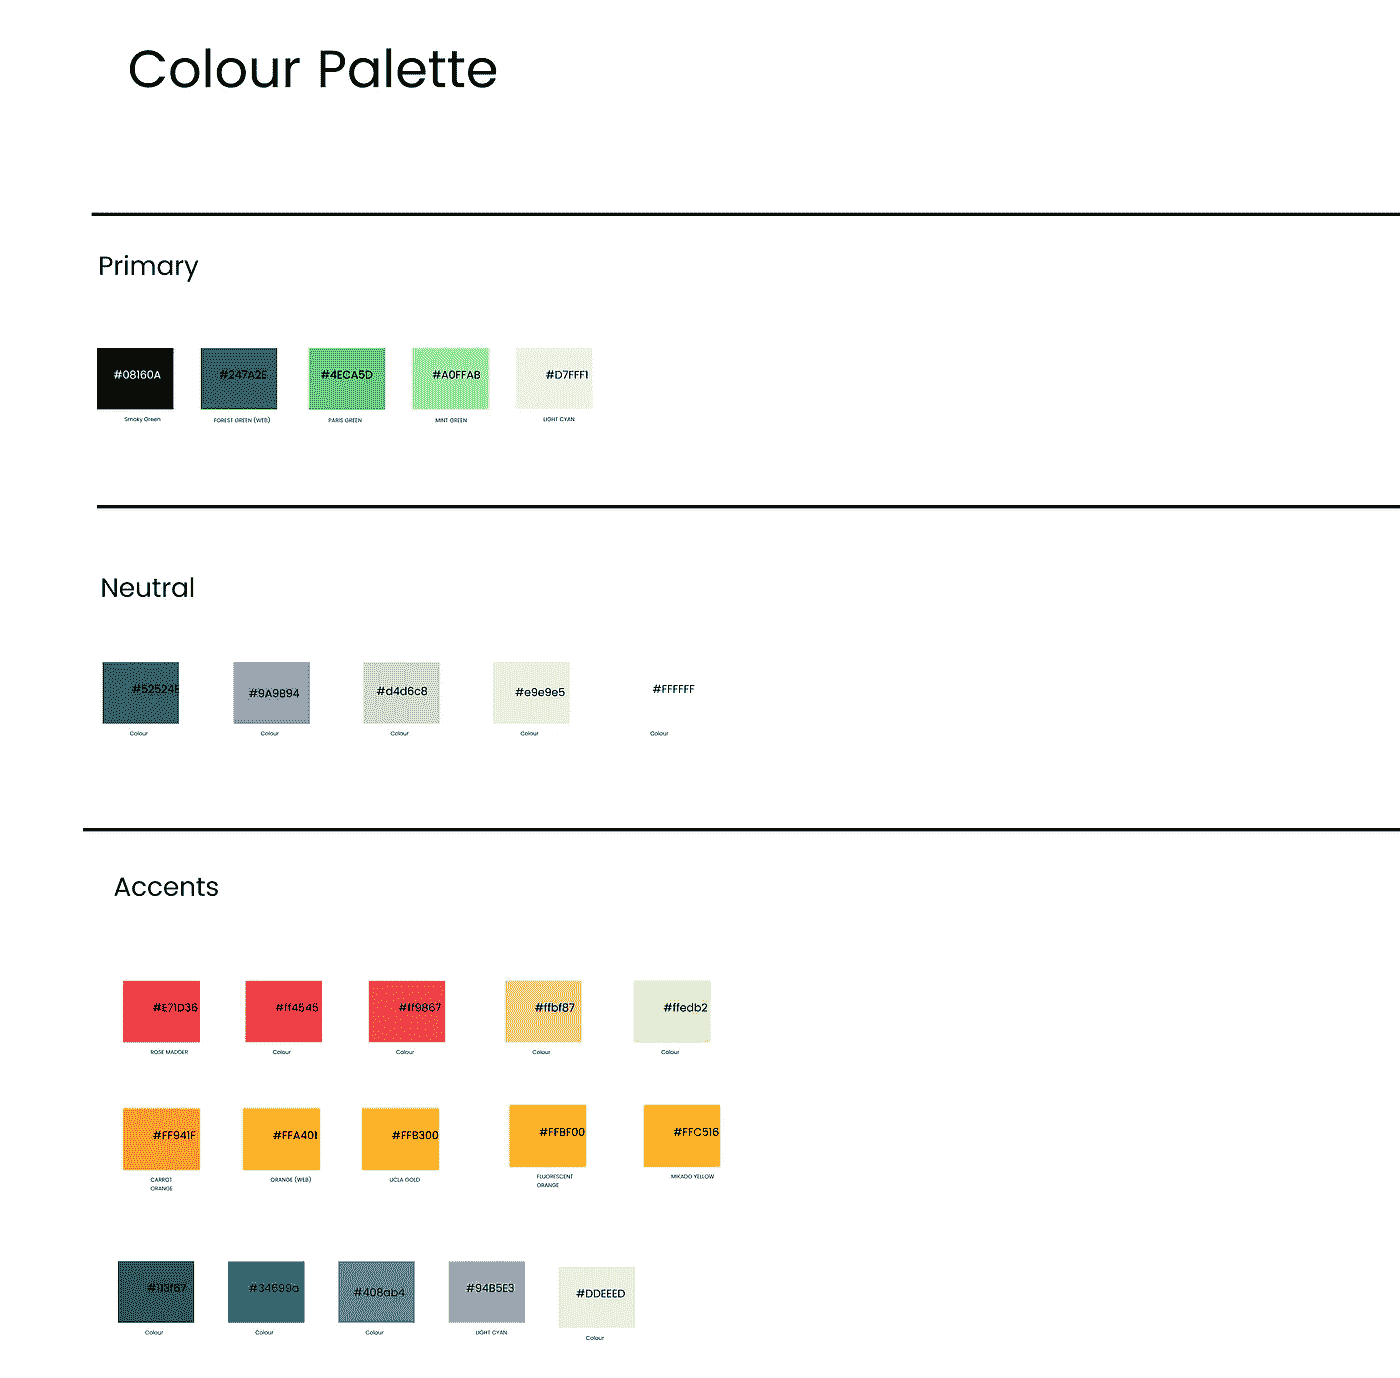 Colour Palette
Primary
#08160A #247A2E #4ECA5D #A0FFAB #D7FFF1
Smoky Green FOREST GREEN (WEB) PARIS GREEN MINT GREEN LIGHT CYAN
Neutral
#52524E #9A9B94 #d4d6c8 #e9e9e5 #FFFFFF
Colour Colour Colour Colour Colour
Accents
#E71D36 #ff4545 #ff9867 #ffbf87 #ffedb2
ROSE MADDER Colour Colour Colour Colour
#FF941F #FFA401 #FFB300 #FFBF00 #FFC516
CARROT ORANGE (WEB) UCLA GOLD FLUORESCENT MIKADO YELLOW
ORANGE ORANGE
#113f67 #34699a #408ab4 #94B5E3 #DDEEED
Colour Colour Colour LIGHT CYAN Colour